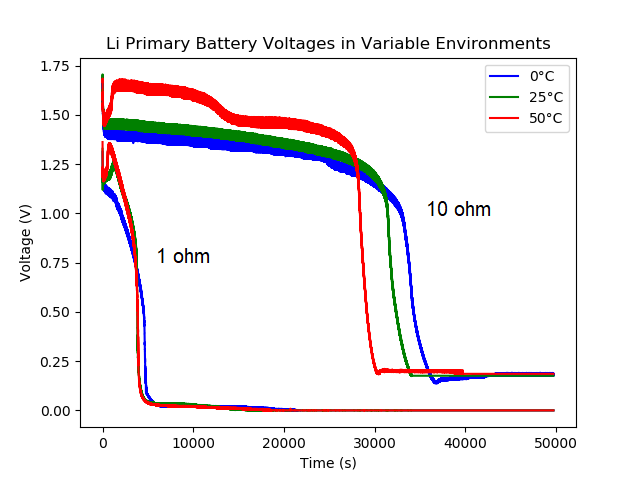 Li Primary Battery Voltages in Variable Environments
1.75
1.50
1.25
1.00
0.75
0.50
0.25
0.00
Voltage (V)
0°C
25°C
50°C
10 ohm
1 ohm
0
10000
20000
30000
40000
50000
Time (s)